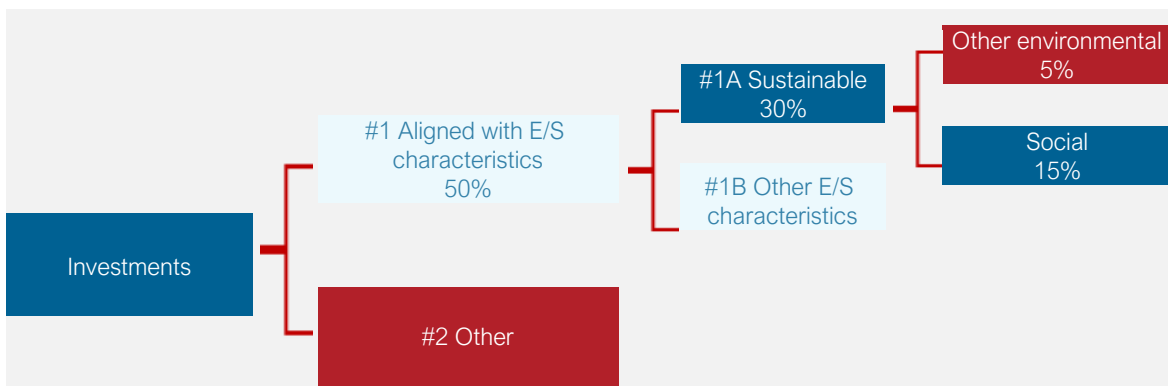 Investments
#1 Aligned with E/S
characteristics
50%
#2 Other
#1A Sustainable
30%
#1B Other E/S
characteristics
Other environmental
5%
Social
15%